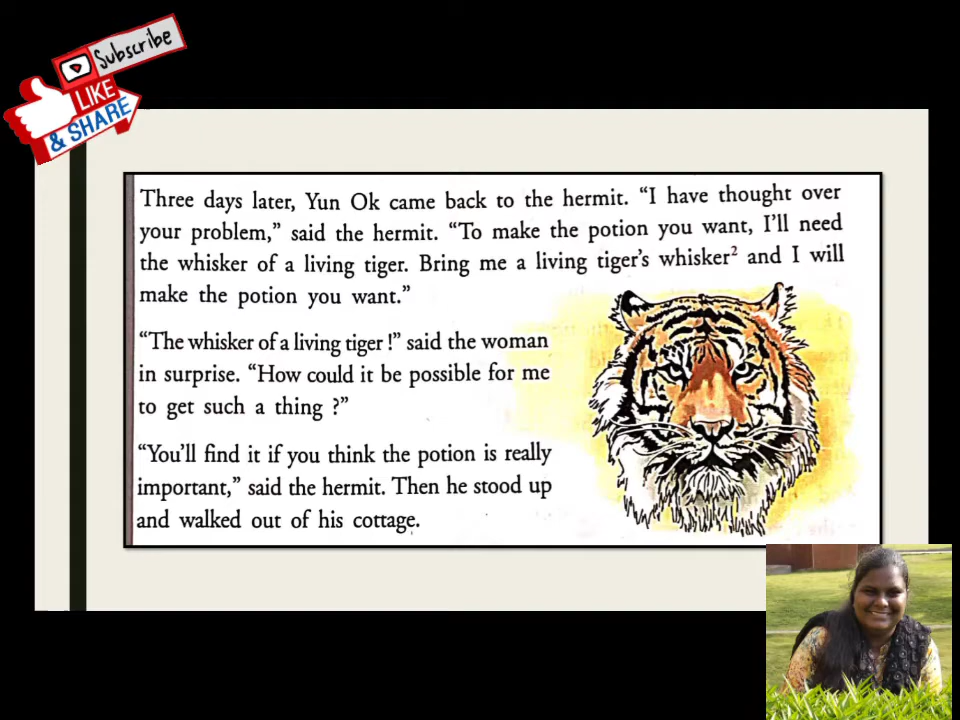 Subscribe
LIKE
& SHARE
Three days later, Yun Ok came back to the hermit. “I have thought over
your problem,” said the hermit. “To make the potion you want, I’ll need
the whisker of a living tiger. Bring me a living tiger’s whisker² and I will
make the potion you want.”
“The whisker of a living tiger !” said the woman
in surprise. “How could it be possible for me
to get such a thing ?”
“You’ll find it if you think the potion is really
important,” said the hermit. Then he stood up
and walked out of his cottage.